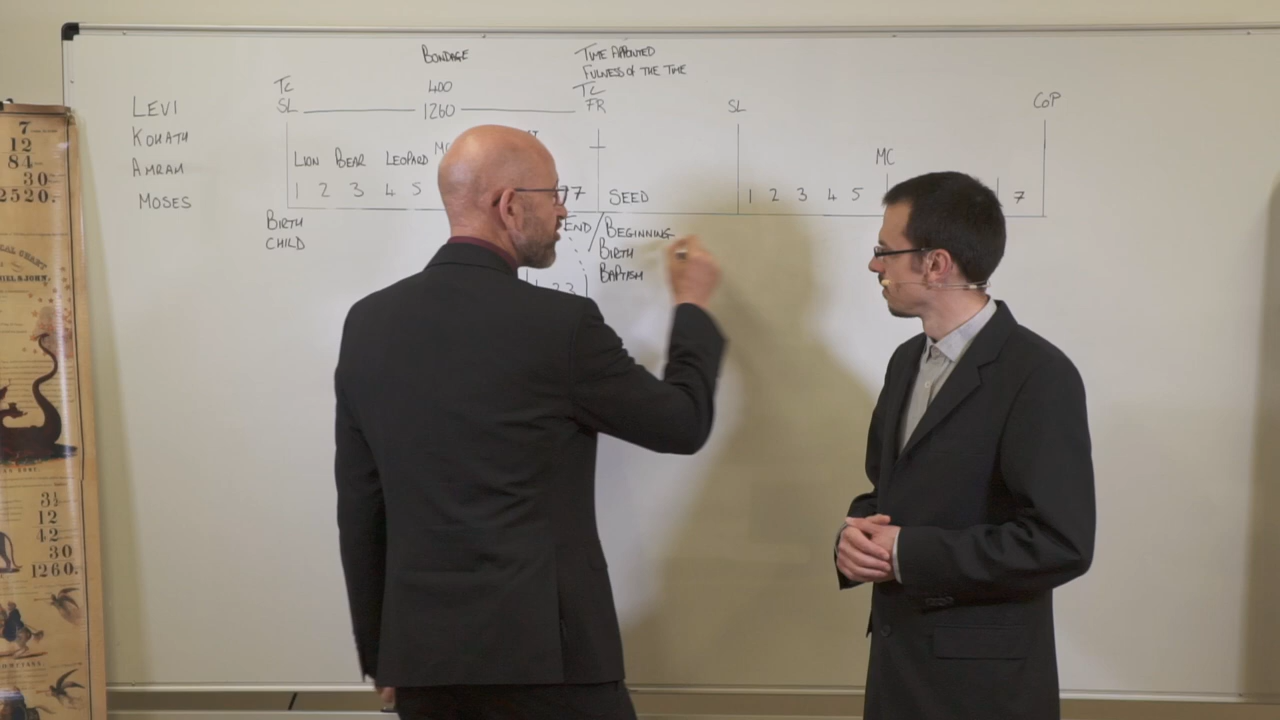 BONDAGE
TIME APPOINTED
FULNESS OF THE TIME
TC 400 TC
SL 1260 FR SL COP
LEVI
KOHATH
AMRAM
MOSES
LION BEAR LEOPARD MC
1 2 3 4 5 77 SEED 1 2 3 4 5 7
BIRTH
CHILD
END / BEGINNING
BIRTH
BAPTISM
7
12
84
30
2520.
3½
12
42
30
1260.